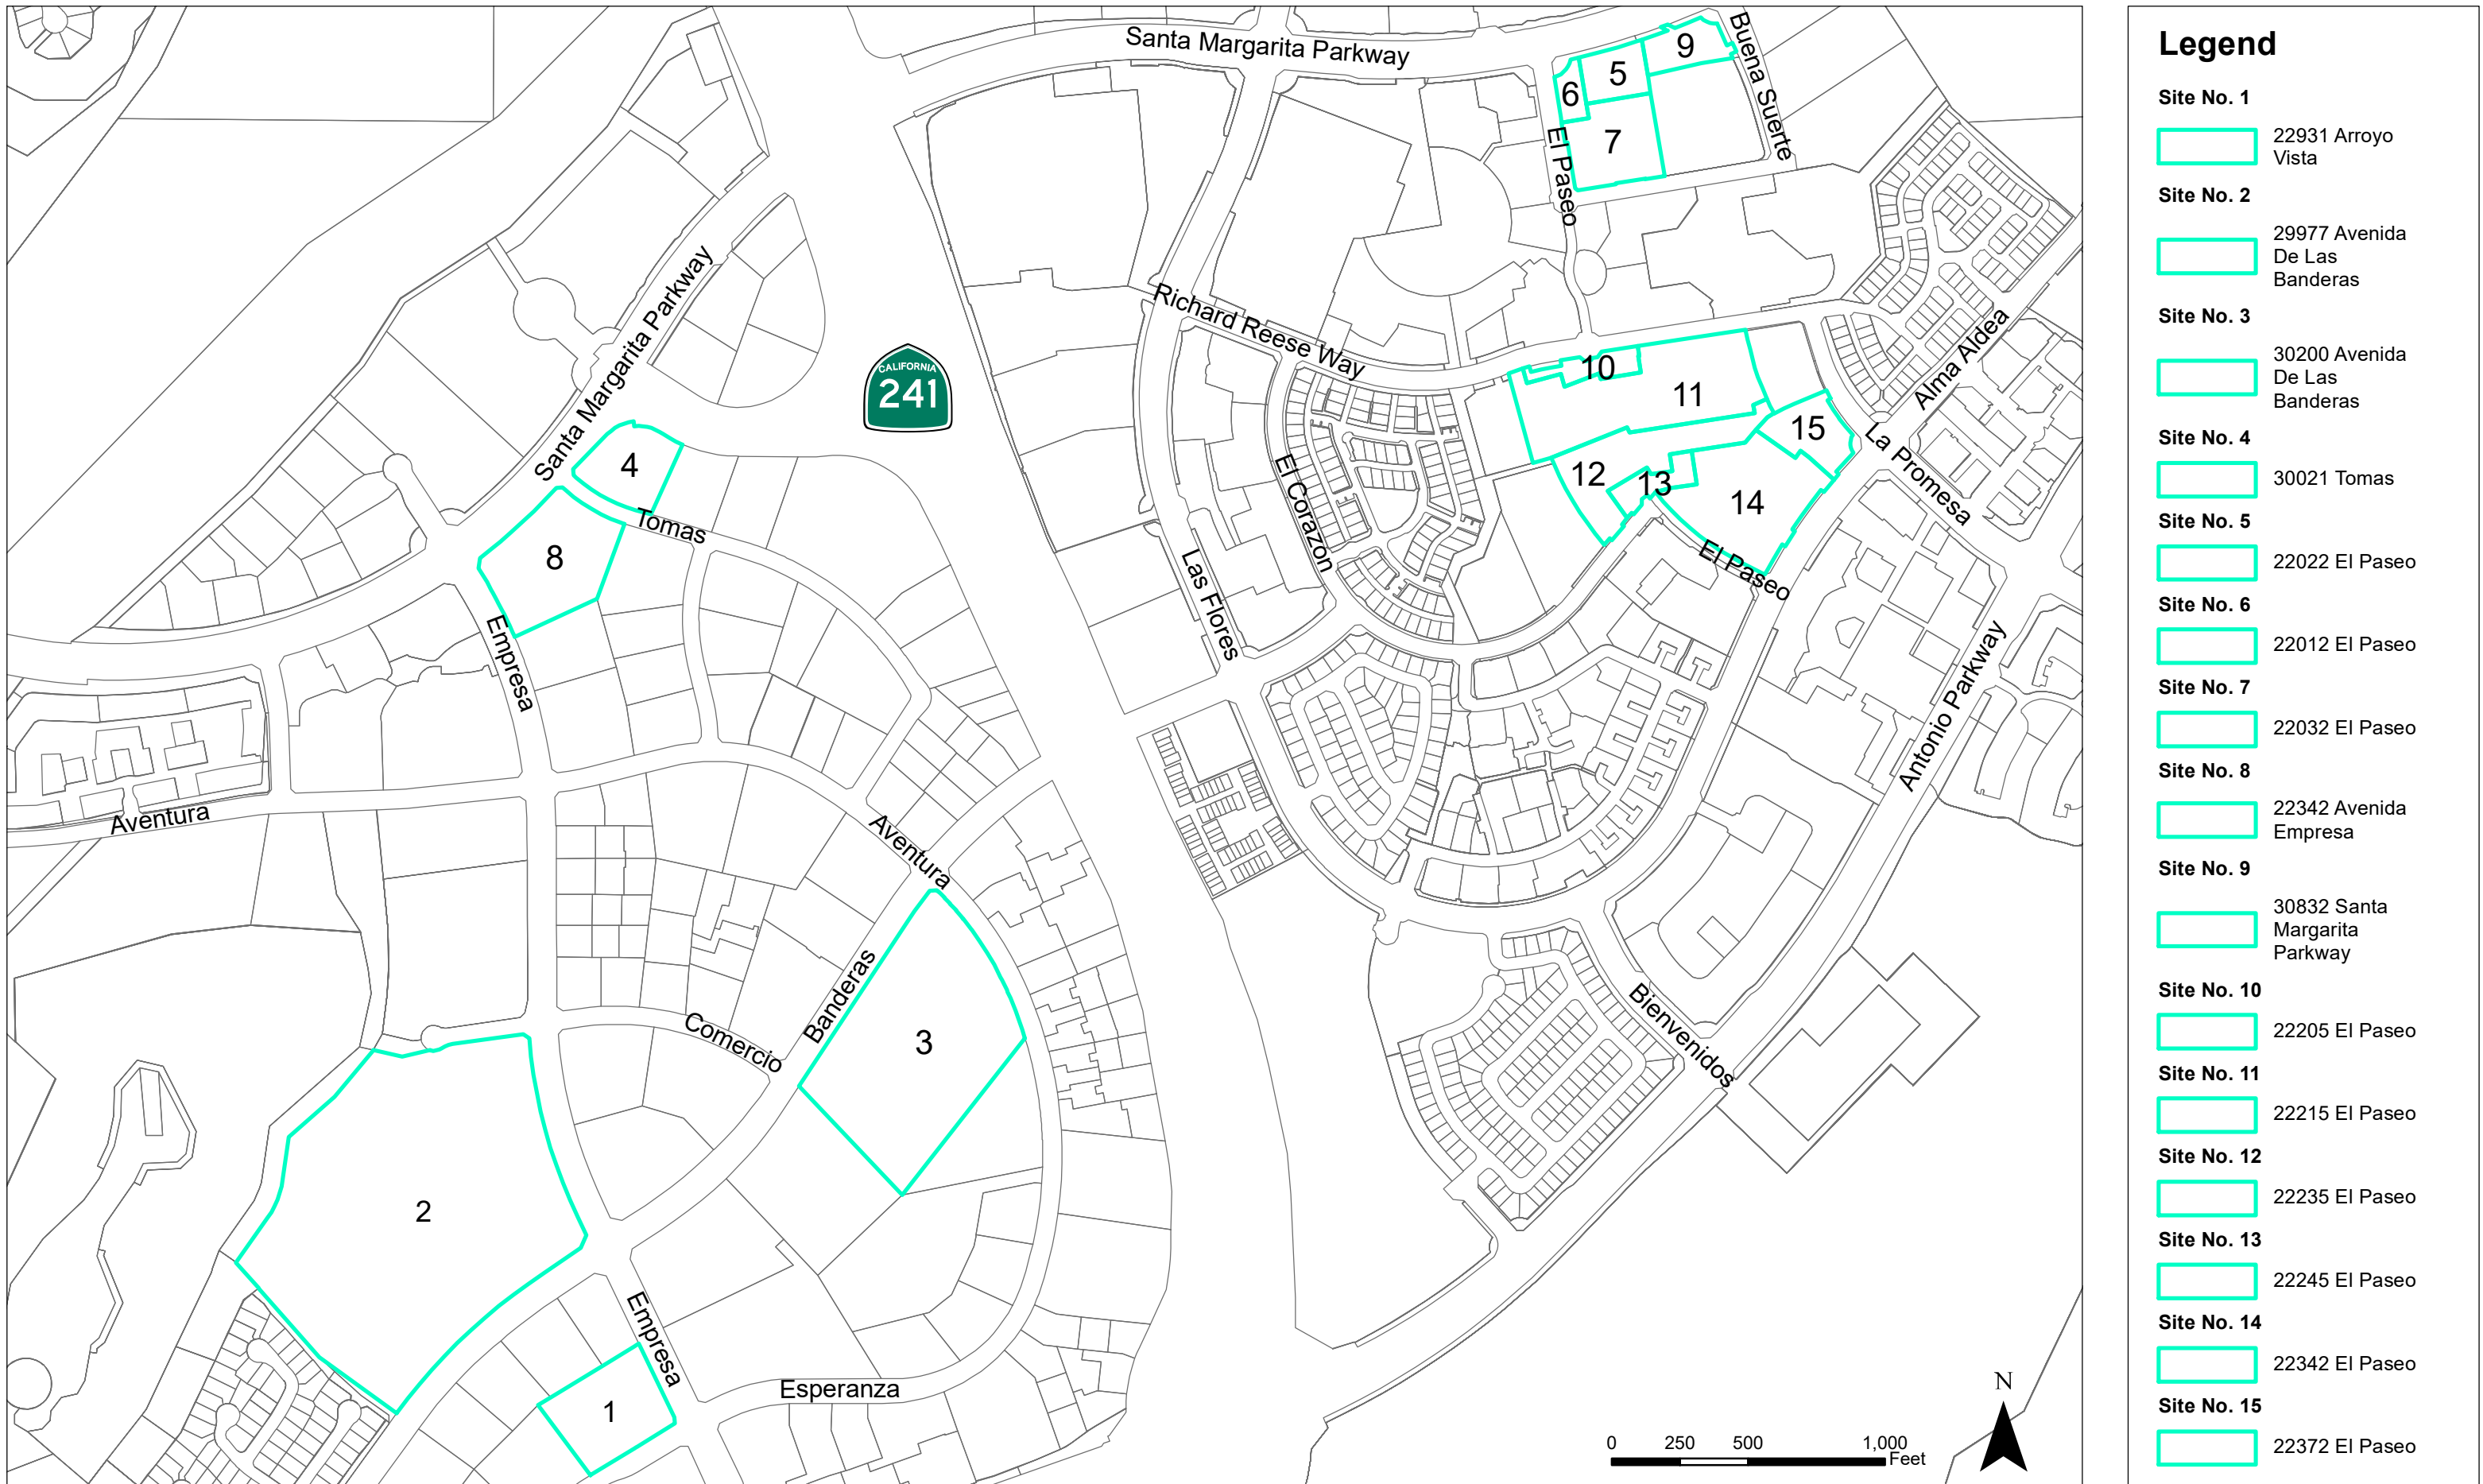 Santa Margarita Parkway
Buena Suerte
9
5
6
7
El Paseo
Santa Margarita Parkway
Richard Reese Way
CALIFORNIA
241
10
11
Alma Aldea
15
La Promesa
4
12
13
14
El Corazon
Tomas
8
El Paseo
Las Flores
Empresa
Antonio Parkway
Aventura
Aventura
Banderas
Comercio
3
Bienvenidos
2
Empresa
Esperanza
1
N
0 250 500 1,000
Feet
Legend
Site No. 1
22931 Arroyo
Vista
Site No. 2
29977 Avenida
De Las
Banderas
Site No. 3
30200 Avenida
De Las
Banderas
Site No. 4
30021 Tomas
Site No. 5
22022 El Paseo
Site No. 6
22012 El Paseo
Site No. 7
22032 El Paseo
Site No. 8
22342 Avenida
Empresa
Site No. 9
30832 Santa
Margarita
Parkway
Site No. 10
22205 El Paseo
Site No. 11
22215 El Paseo
Site No. 12
22235 El Paseo
Site No. 13
22245 El Paseo
Site No. 14
22342 El Paseo
Site No. 15
22372 El Paseo